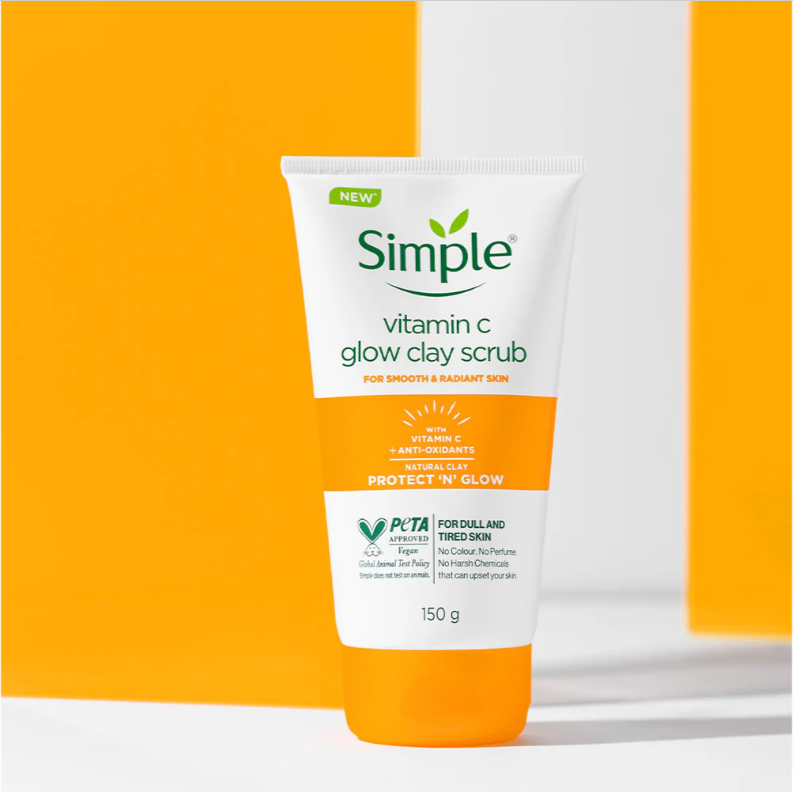 NEW
Simple®
vitamin c
glow clay scrub
FOR SMOOTH & RADIANT SKIN
WITH
VITAMIN C
+ANTI-OXIDANTS
NATURAL CLAY
PROTECT ‘N’ GLOW
PETA
APPROVED
Vegan
Global Animal Test Policy
Simple does not test on animals.
FOR DULL AND
TIRED SKIN
No Colour. No Perfume.
No Harsh Chemicals
that can upset your skin
150 g